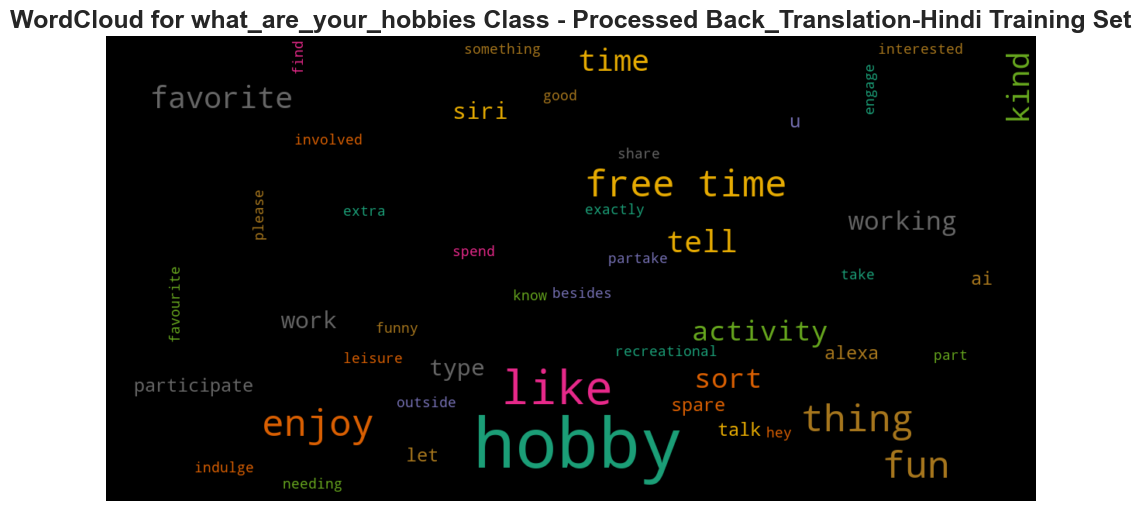 WordCloud for what_are_your_hobbies Class - Processed Back_Translation-Hindi Training Set
something
interested
find
time
kind
engage
favorite
good
siri
u
involved
share
free time
please
extra
exactly
working
tell
spend
partake
favourite
take
ai
know
besides
work
funny
activity
recreational
alexa
part
leisure
type
participate
like
sort
outside
spare
enjoy
thing
talk
hey
hobby
let
fun
indulge
needing